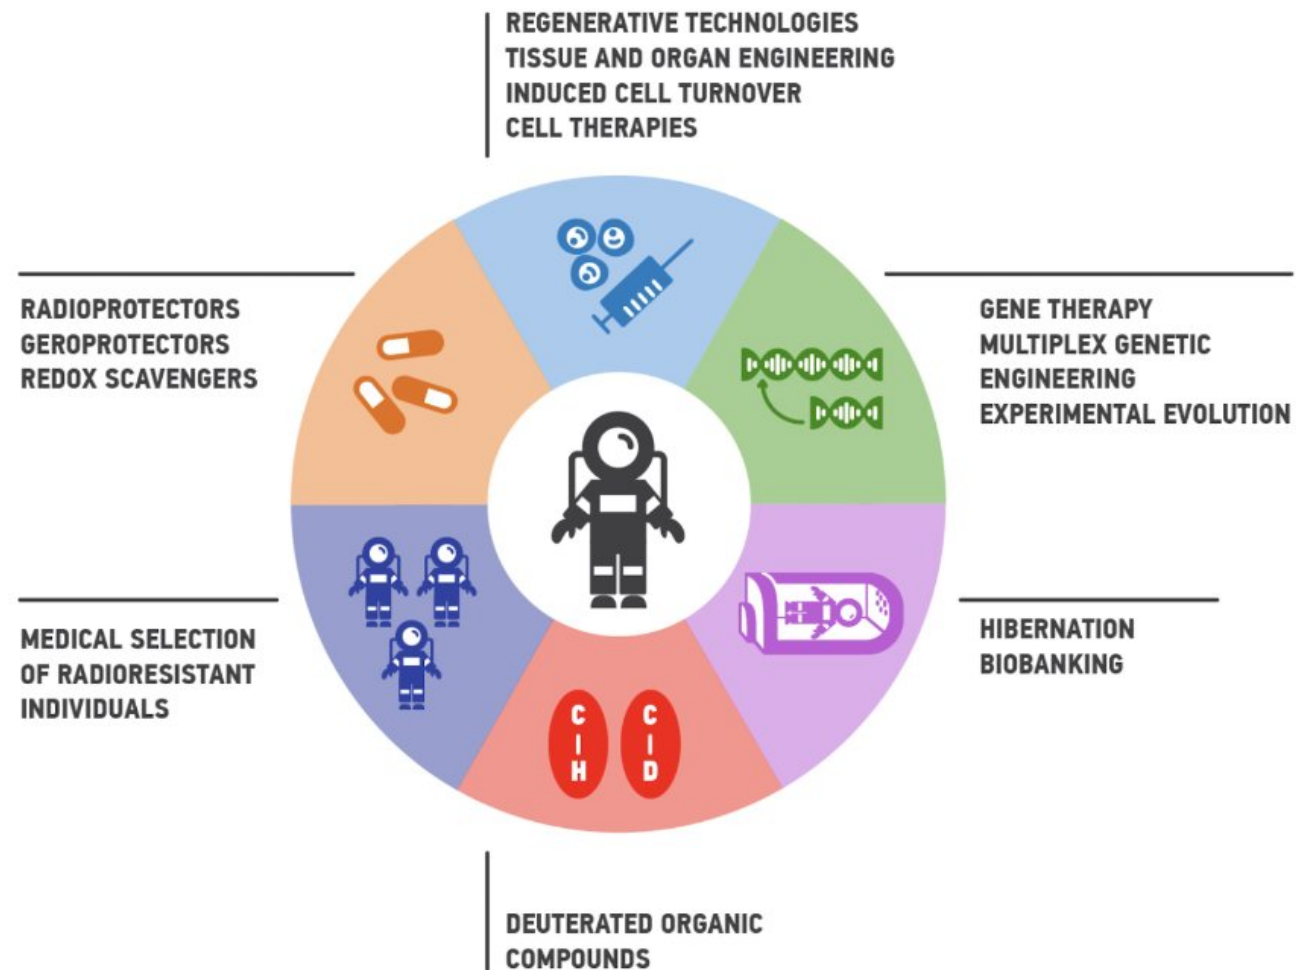 REGENERATIVE TECHNOLOGIES
TISSUE AND ORGAN ENGINEERING
INDUCED CELL TURNOVER
CELL THERAPIES
RADIOPROTECTORS
GEROPROTECTORS
REDOX SCAVENGERS
GENE THERAPY
MULTIPLEX GENETIC
ENGINEERING
EXPERIMENTAL EVOLUTION
MEDICAL SELECTION
OF RADIORESISTANT
INDIVIDUALS
HIBERNATION
BIOBANKING
C
|
H
C
|
D
DEUTERATED ORGANIC
COMPOUNDS